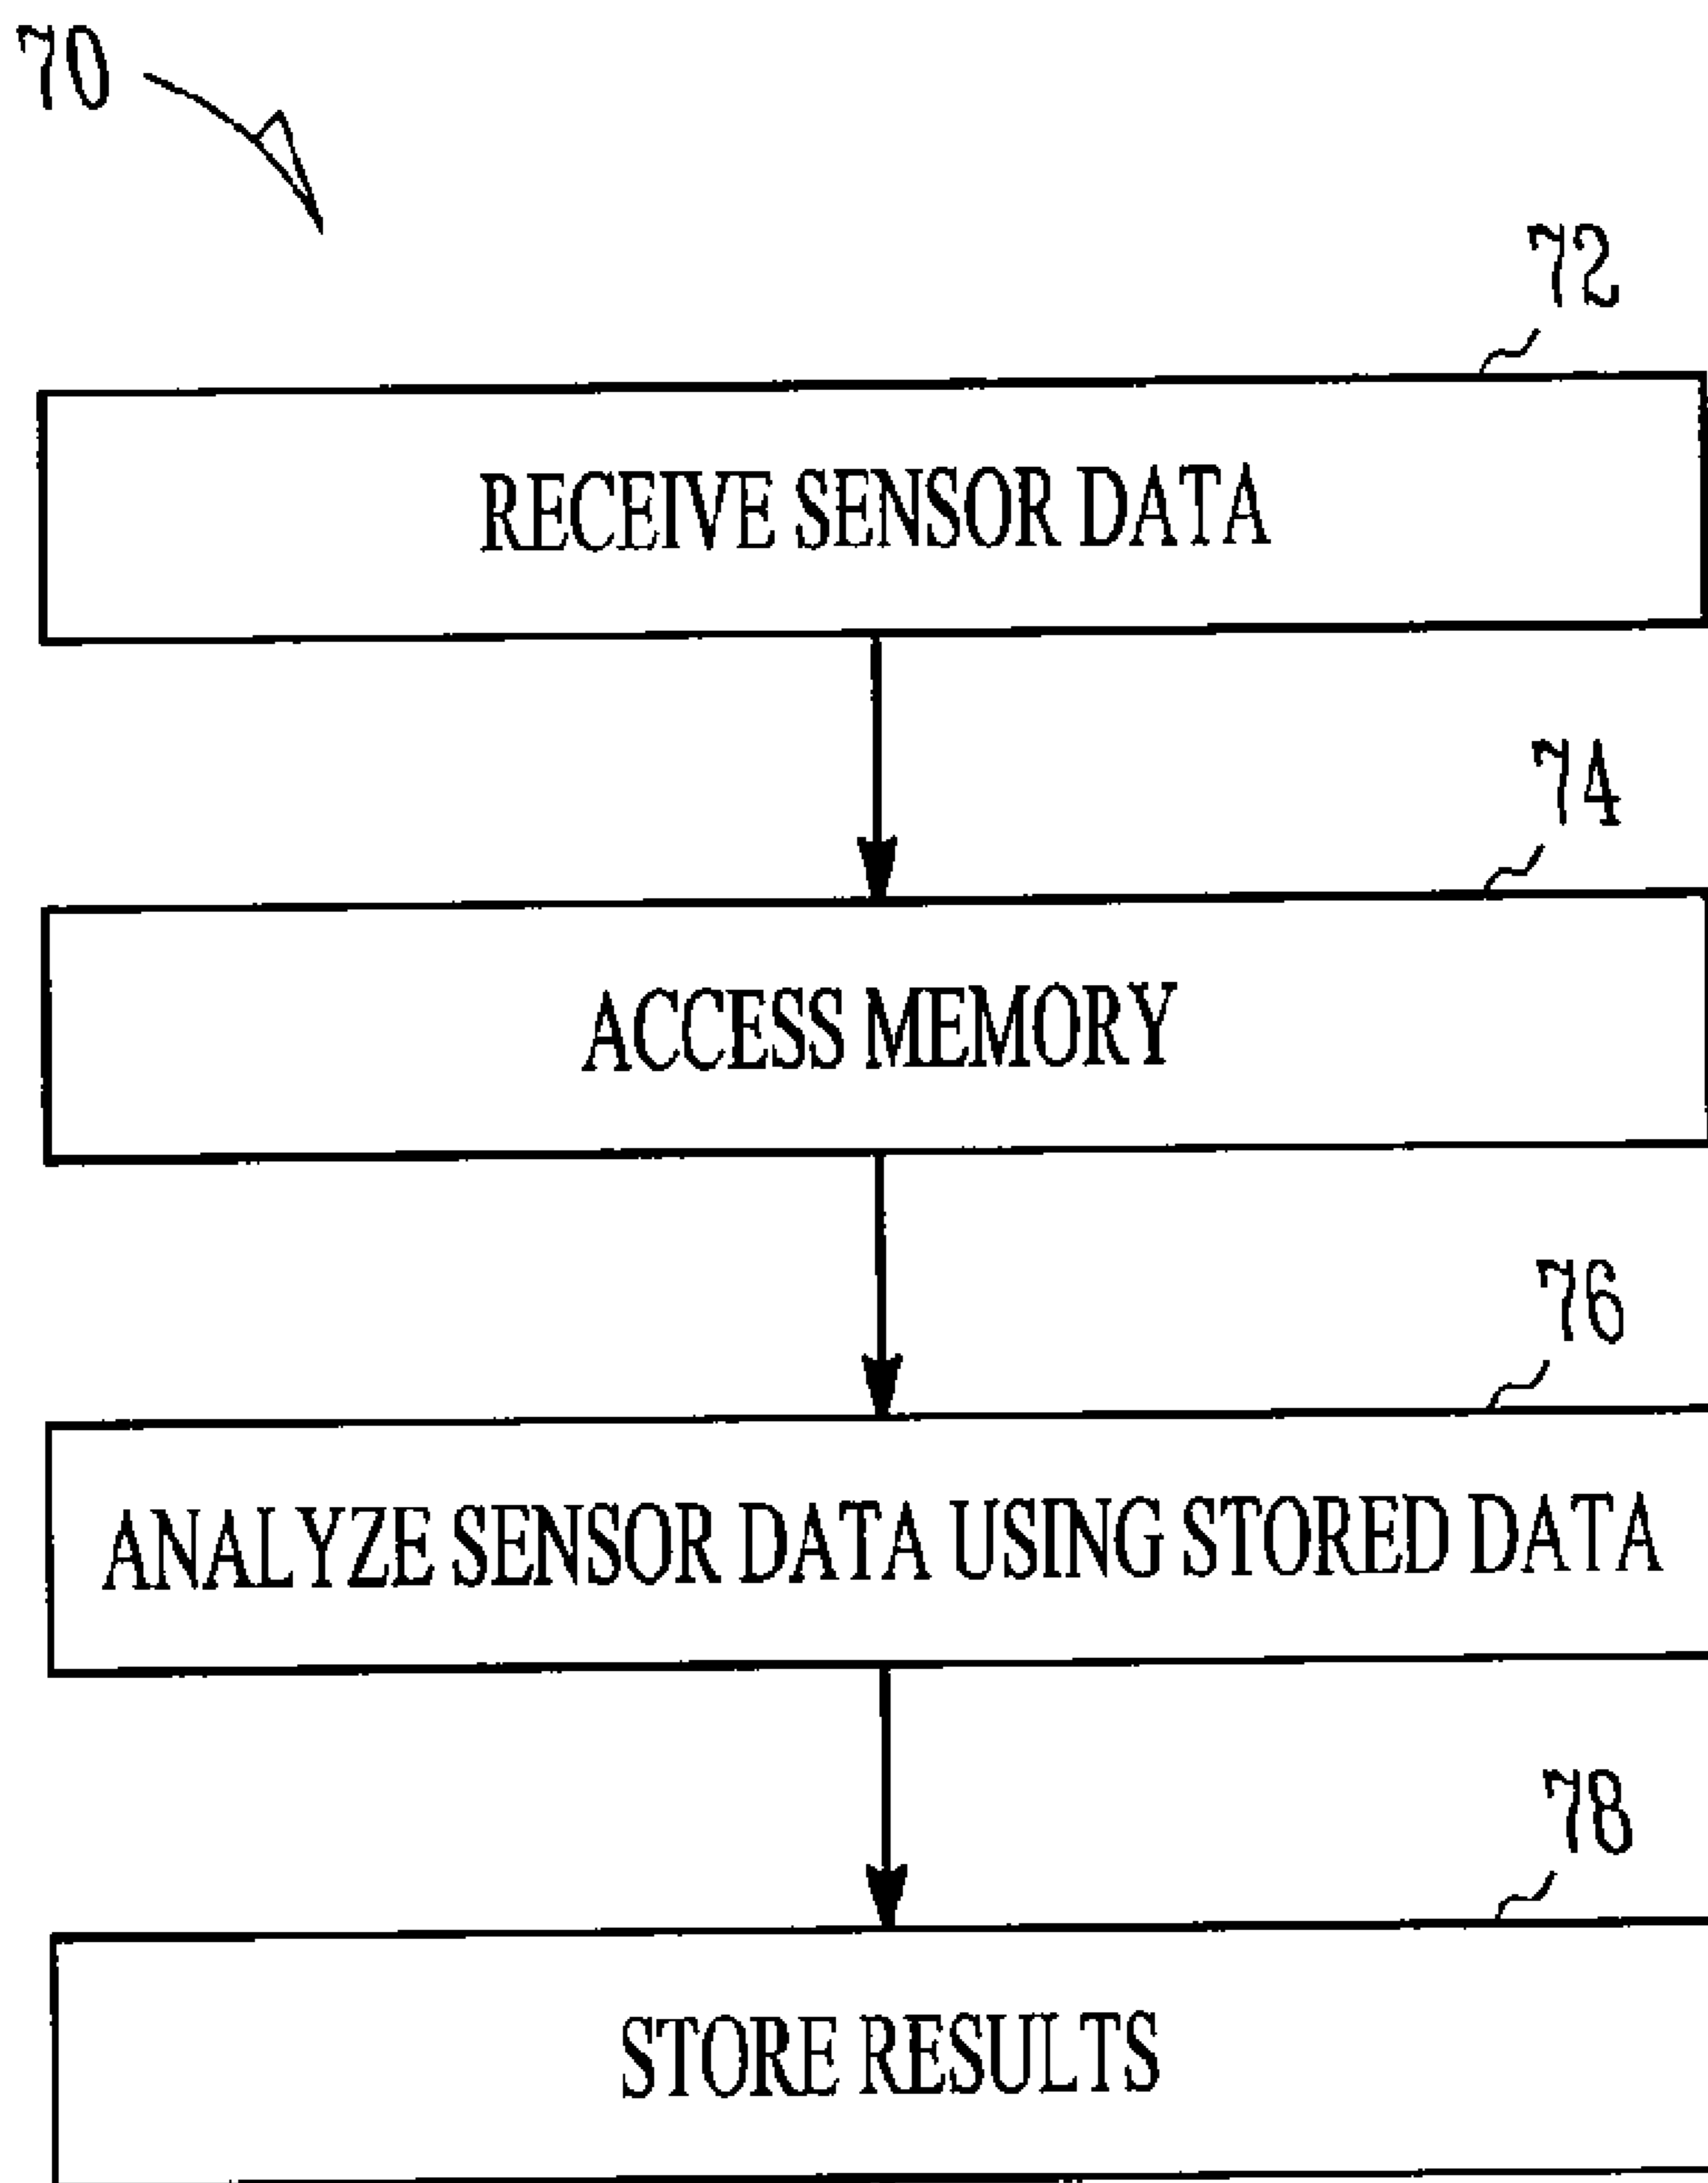 70
72
RECEIVE SENSOR DATA
74
ACCESS MEMORY
76
ANALYZE SENSOR DATA USING STORED DATA
78
STORE RESULTS